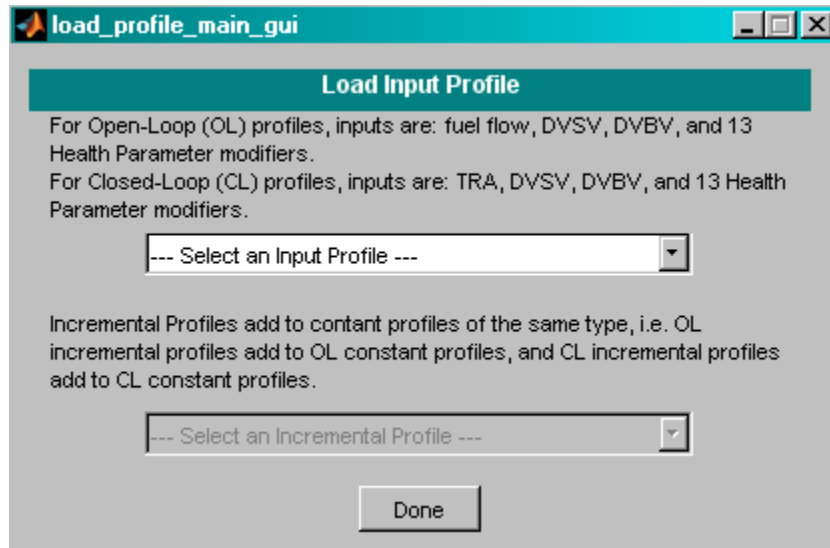 load_profile_main_gui
Load Input Profile
For Open-Loop (OL) profiles, inputs are: fuel flow, DVSV, DVBV, and 13
Health Parameter modifiers.
For Closed-Loop (CL) profiles, inputs are: TRA, DVSV, DVBV, and 13 Health
Parameter modifiers.
--- Select an Input Profile ---
Incremental Profiles add to contant profiles of the same type, i.e. OL
incremental profiles add to OL constant profiles, and CL incremental profiles
add to CL constant profiles.
--- Select an Incremental Profile ---
Done